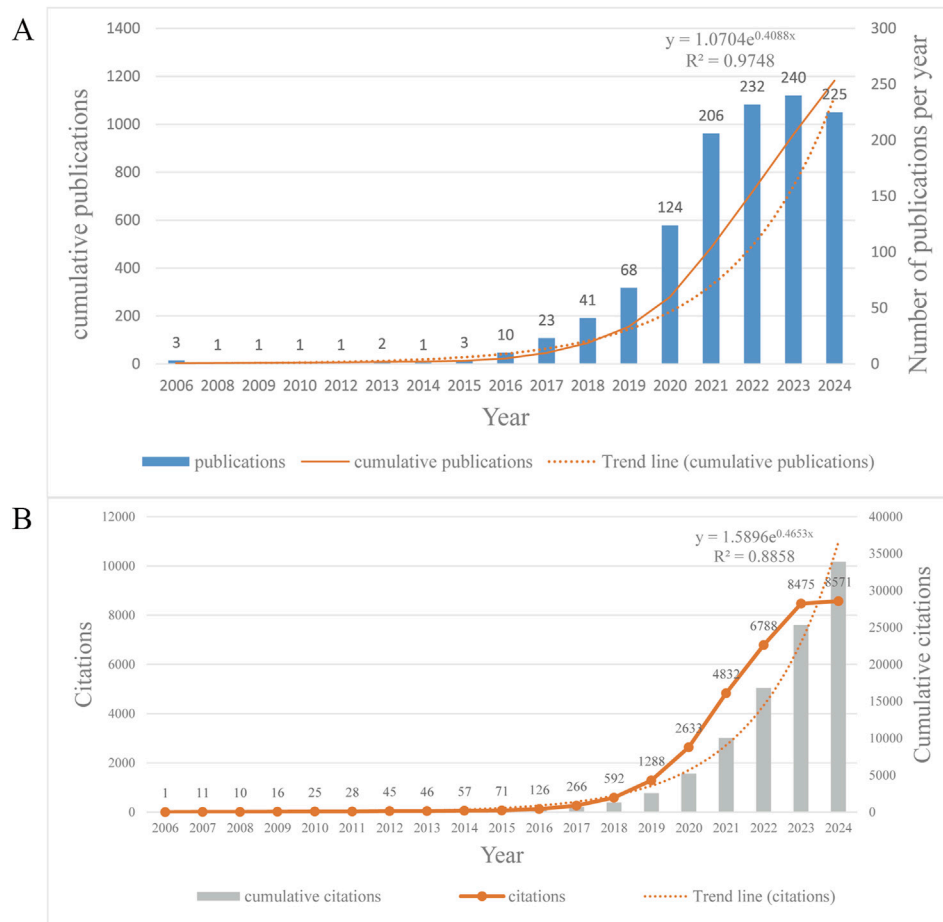 A
1400
1200
1000
800
600
400
200
0
cumulative publications
300
250
200
150
100
50
0
Number of publications per year
y = 1.0704e^0.4088x
R² = 0.9748
3 1 1 1 1 2 1 3 10 23 41 68 124 206 232 240 225
2006 2008 2009 2010 2012 2013 2014 2015 2016 2017 2018 2019 2020 2021 2022 2023 2024
Year
publications cumulative publications Trend line (cumulative publications)
B
12000
10000
8000
6000
4000
2000
0
Citations
40000
35000
30000
25000
20000
15000
10000
5000
0
Cumulative citations
y = 1.5896e^0.4653x
R² = 0.8858
1 11 10 16 25 28 45 46 57 71 126 266 592 1288 2633 4832 6788 8475 8571
2006 2007 2008 2009 2010 2011 2012 2013 2014 2015 2016 2017 2018 2019 2020 2021 2022 2023 2024
Year
cumulative citations citations Trend line (citations)